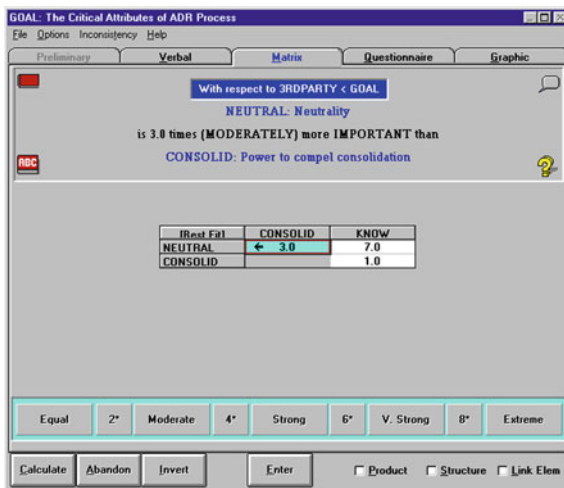 GOAL: The Critical Attributes of ADR Process
File Options Inconsistency Help
Preliminary Verbal Matrix Questionnaire Graphic
With respect to 3RDPARTY < GOAL
NEUTRAL: Neutrality
is 3.0 times (MODERATELY) more IMPORTANT than
ABC CONSOLID: Power to compel consolidation
[Best Fit] CONSOLID KNOW
NEUTRAL ← 3.0 7.0
CONSOLID 1.0
Equal 2" Moderate 4" Strong 6" V. Strong 8" Extreme
Calculate Abandon Invert Enter Product Structure Link Elem